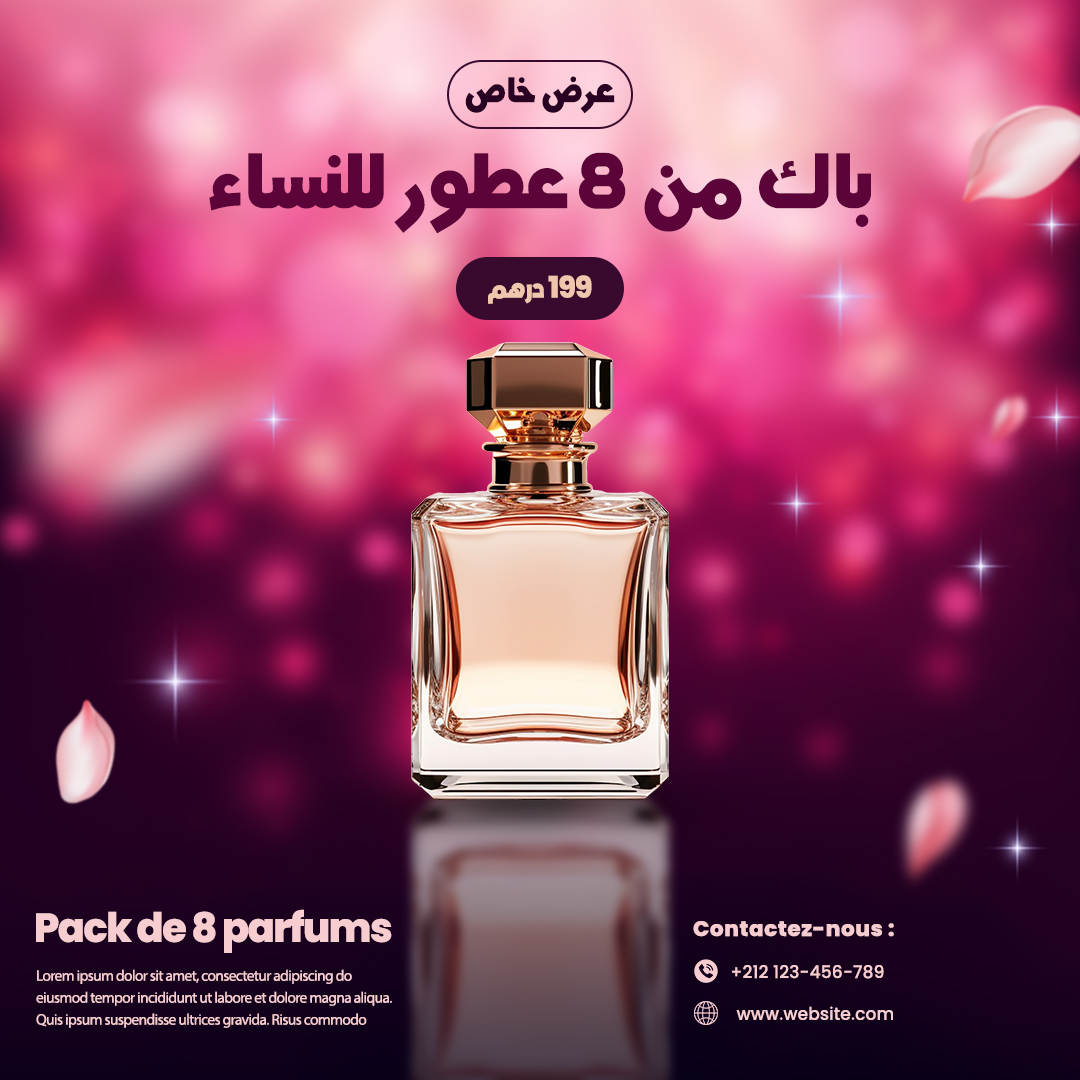 عرض خاص
باك من 8 عطور للنساء
199 درهم
Pack de 8 parfums
Lorem ipsum dolor sit amet, consectetur adipiscing do
eiusmod tempor incididunt ut labore et dolore magna aliqua.
Quis ipsum suspendisse ultrices gravida. Risus commodo
Contactez-nous :
+212 123-456-789
www.website.com